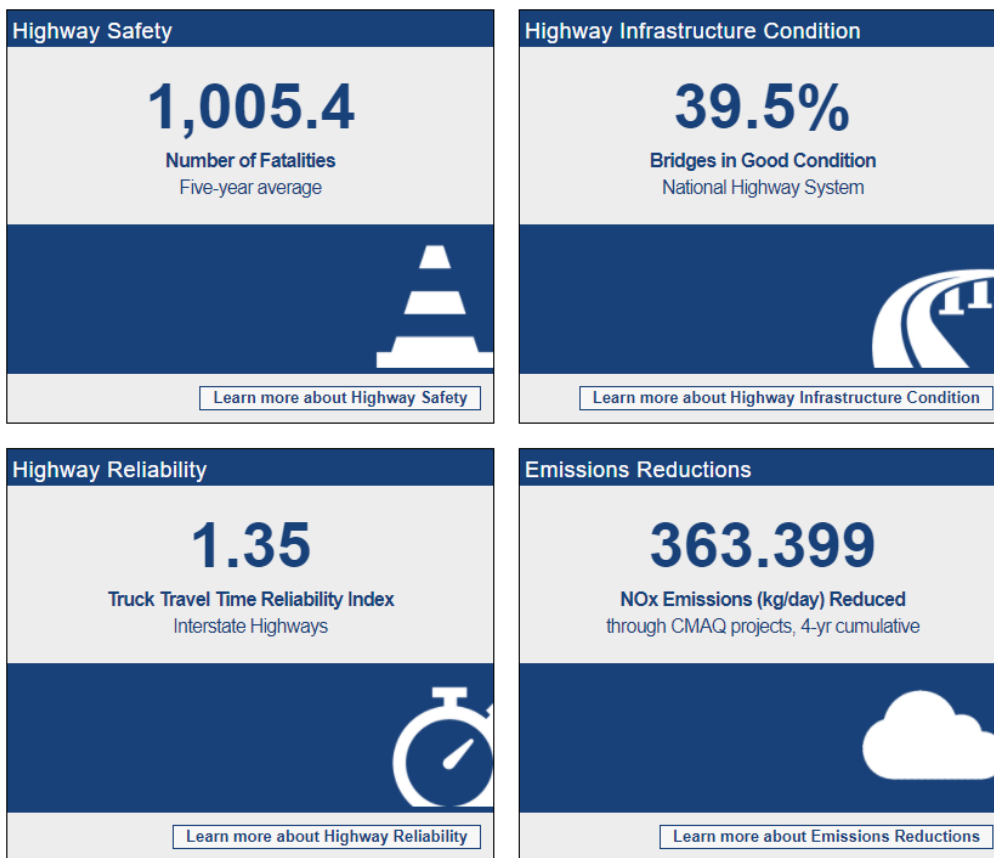 Highway Safety
1,005.4
Number of Fatalities
Five-year average
Learn more about Highway Safety
Highway Infrastructure Condition
39.5%
Bridges in Good Condition
National Highway System
Learn more about Highway Infrastructure Condition
Highway Reliability
1.35
Truck Travel Time Reliability Index
Interstate Highways
Learn more about Highway Reliability
Emissions Reductions
363.399
NOx Emissions (kg/day) Reduced
through CMAQ projects, 4-yr cumulative
Learn more about Emissions Reductions